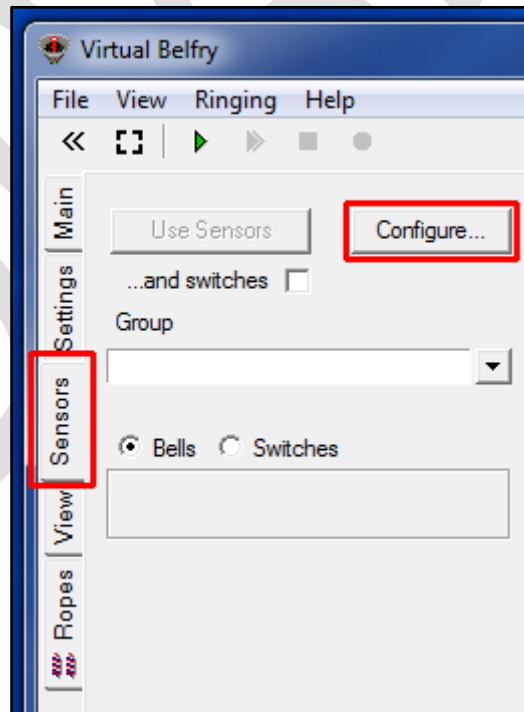 Virtual Belfry
File View Ringing Help
Main
Settings
Sensors
View
Ropes
Use Sensors Configure...
...and switches
Group
Bells Switches